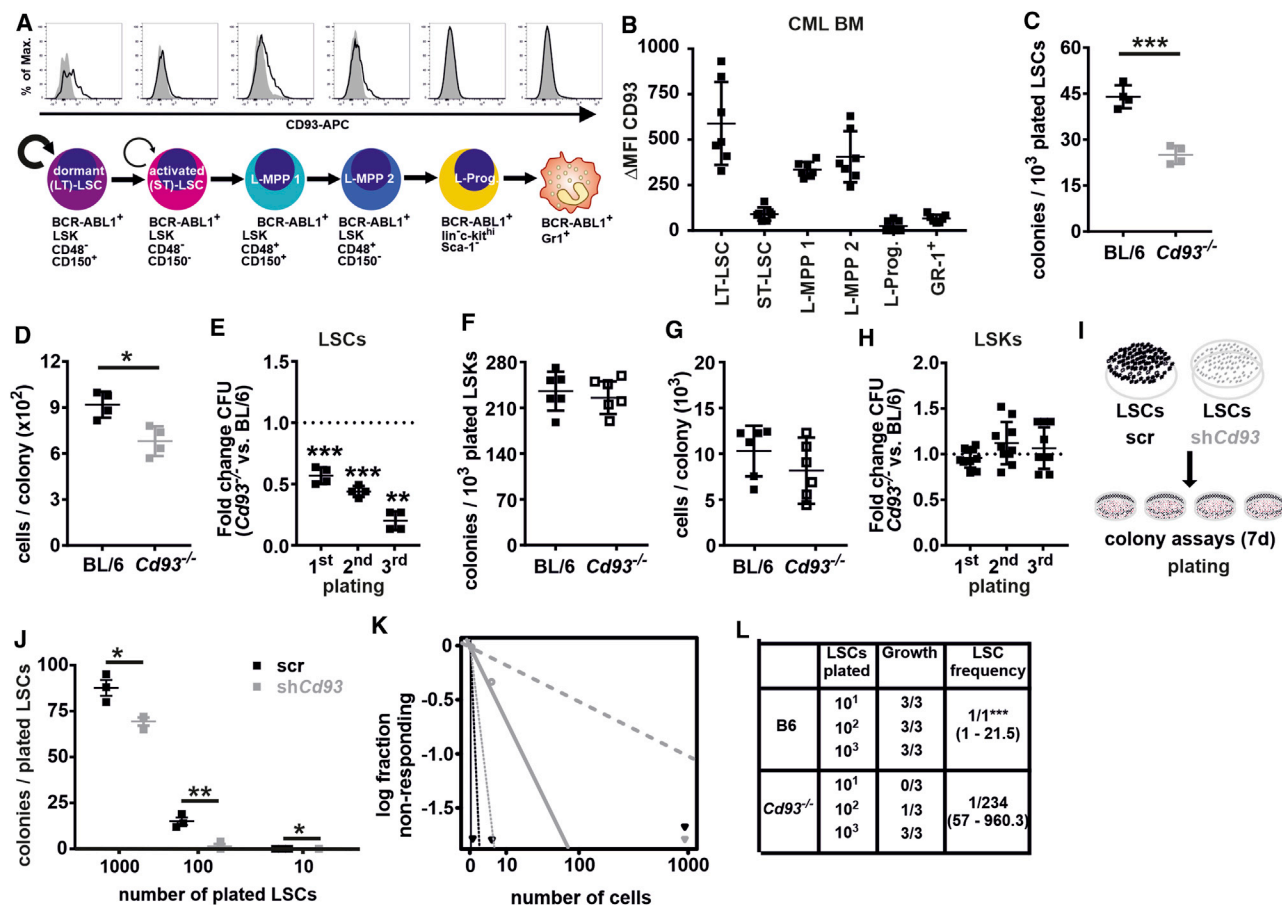 A
% of Max.
CD93-APC
dormant
(LT)-LSC
activated
(ST)-LSC
L-MPP 1
L-MPP 2
L-Prog.
BCR-ABL1+
LSK
CD48-
CD150+
BCR-ABL1+
LSK
CD48-
CD150-
BCR-ABL1+
LSK
CD48+
CD150+
BCR-ABL1+
LSK
CD48+
CD150-
BCR-ABL1+
lin-c-kithi
Sca-1-
BCR-ABL1+
Gr1+
B
CML BM
ΔMFI CD93
1000
750
500
250
0
LT-LSC
ST-LSC
L-MPP 1
L-MPP 2
L-Prog.
GR-1+
C
colonies / 10³ plated LSCs
60
45
30
15
0
***
BL/6
Cd93-/-
D
cells / colony (x10²)
12
9
6
3
0
*
BL/6
Cd93-/-
E
LSCs
Fold change CFU
(Cd93-/- vs. BL/6)
1.5
1.0
0.5
0.0
***
***
**
1st 2nd 3rd
plating
F
colonies / 10³ plated LSKs
280
210
140
70
0
BL/6
Cd93-/-
G
cells / colony (10³)
20
15
10
5
0
BL/6
Cd93-/-
H
LSKs
Fold change CFU
Cd93-/- vs. BL/6)
2.0
1.5
1.0
0.5
0.0
1st 2nd 3rd
plating
I
LSCs
scr
LSCs
shCd93
colony assays (7d)
plating
J
colonies / plated LSCs
100
75
50
25
0
*
**
*
scr
shCd93
1000
100
10
number of plated LSCs
K
log fraction
non-responding
0
-0.5
-1.0
-1.5
0
10
100
1000
number of cells
L
LSCs plated
Growth
LSC frequency
B6
10¹ 3/3
10² 3/3
10³ 3/3
1/1***
(1 - 21.5)
Cd93-/-
10¹ 0/3
10² 1/3
10³ 3/3
1/234
(57 - 960.3)